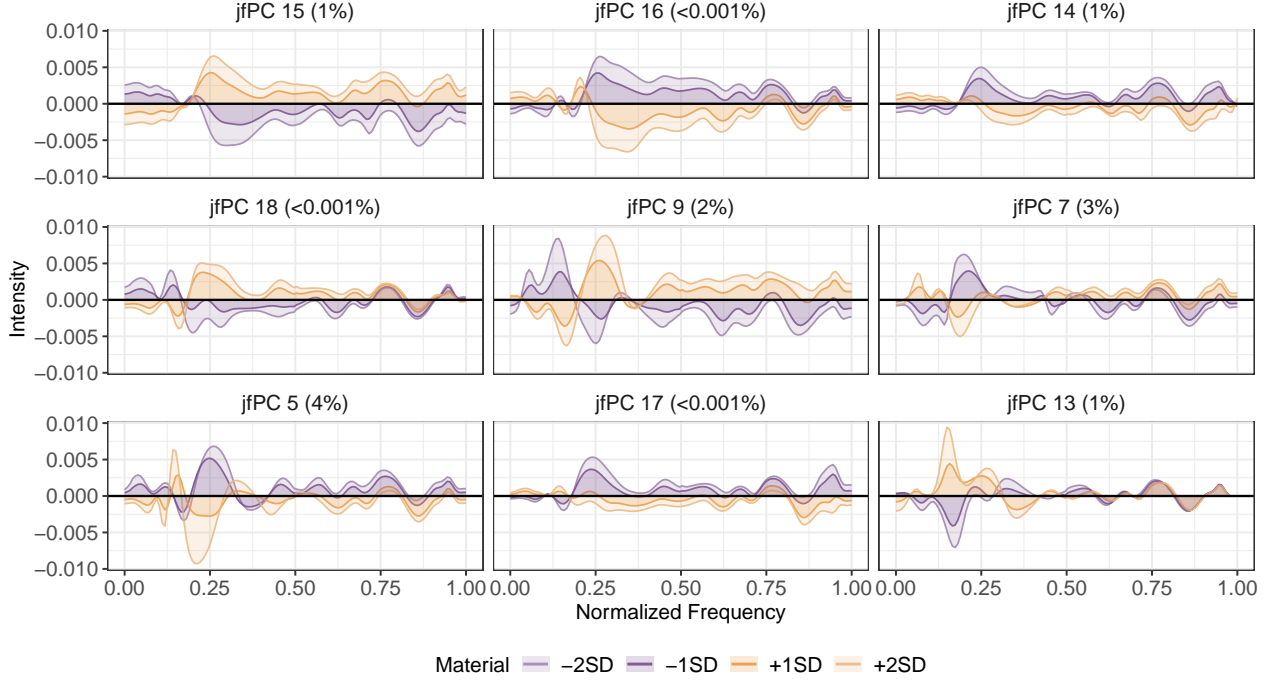 jfPC 15 (1%) jfPC 16 (<0.001%) jfPC 14 (1%)
0.010
0.005
0.000
−0.005
−0.010
jfPC 18 (<0.001%) jfPC 9 (2%) jfPC 7 (3%)
0.010
0.005
0.000
−0.005
−0.010
Intensity
jfPC 5 (4%) jfPC 17 (<0.001%) jfPC 13 (1%)
0.010
0.005
0.000
−0.005
−0.010
0.00 0.25 0.50 0.75 1.00 0.00 0.25 0.50 0.75 1.00 0.00 0.25 0.50 0.75 1.00
Normalized Frequency
Material −2SD −1SD +1SD +2SD